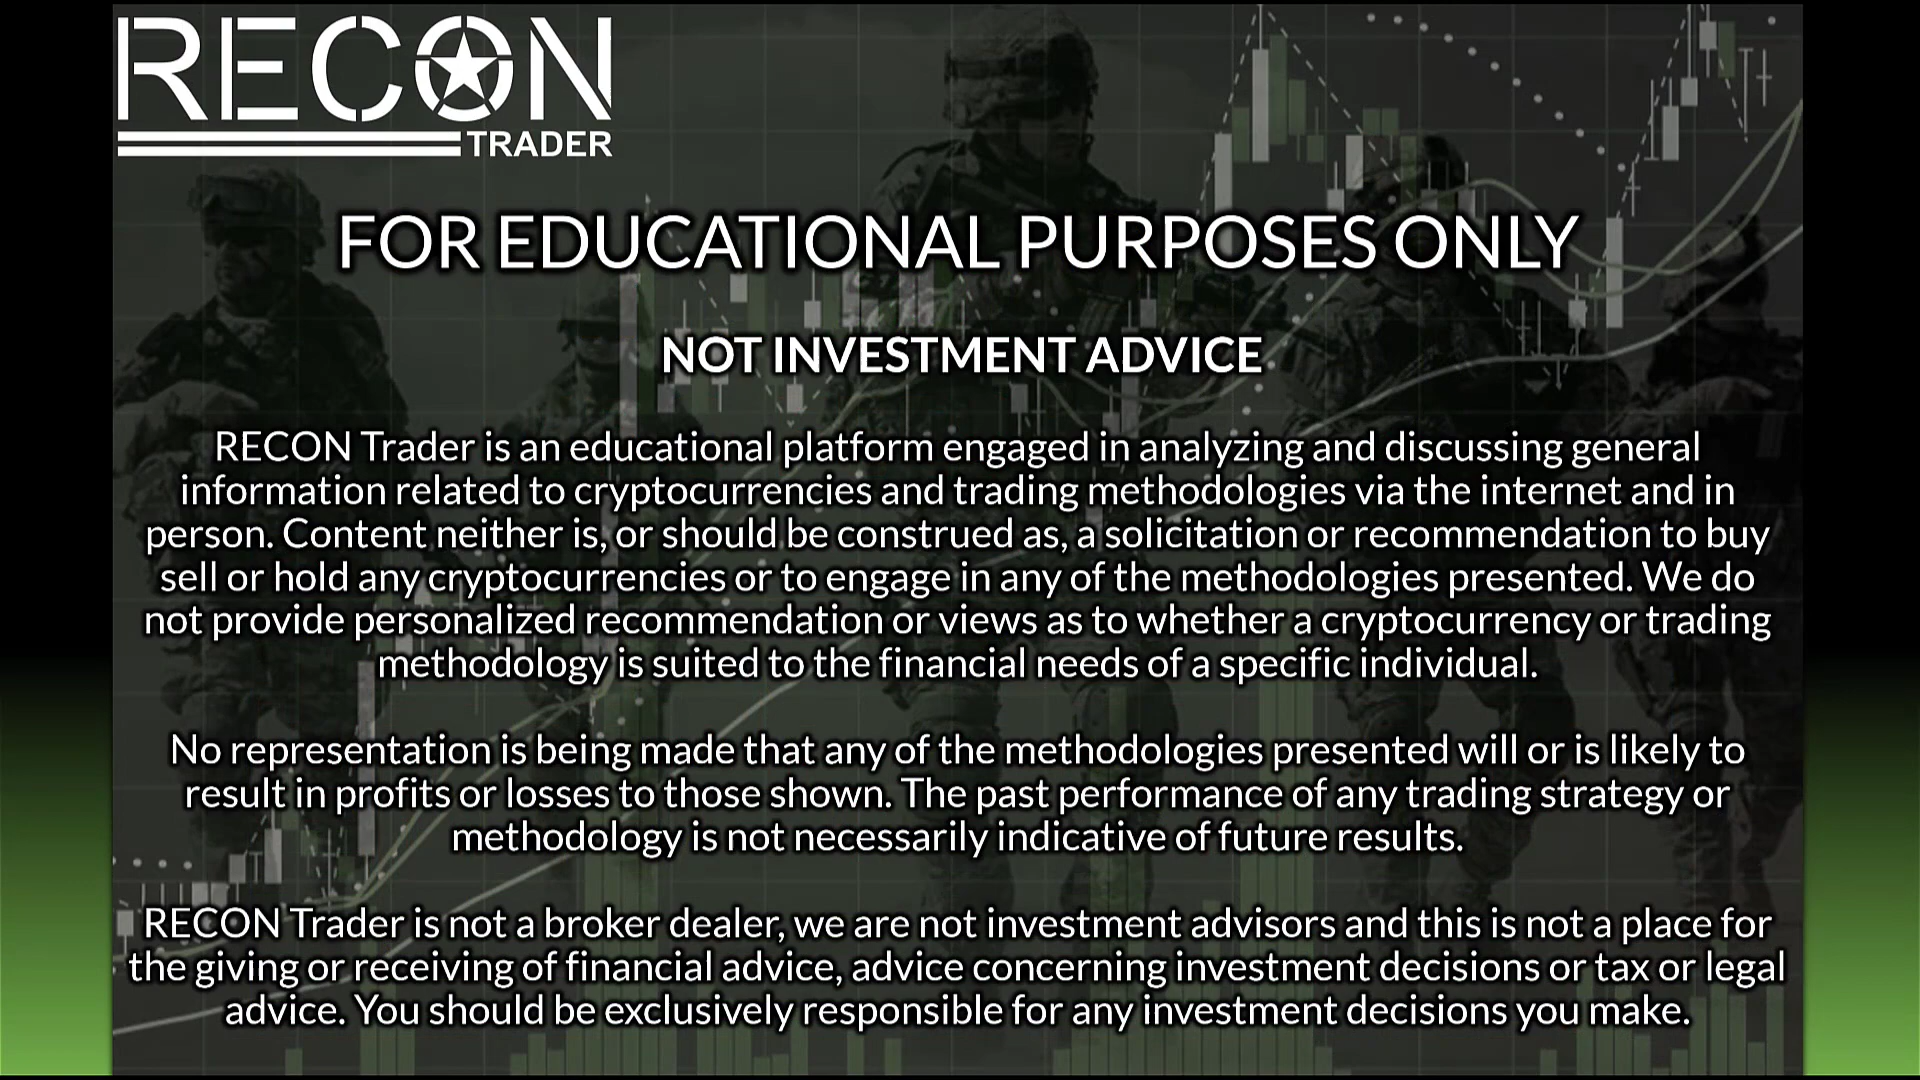 RECON
TRADER
FOR EDUCATIONAL PURPOSES ONLY
NOT INVESTMENT ADVICE
RECON Trader is an educational platform engaged in analyzing and discussing general
information related to cryptocurrencies and trading methodologies via the internet and in
person. Content neither is, or should be construed as, a solicitation or recommendation to buy
sell or hold any cryptocurrencies or to engage in any of the methodologies presented. We do
not provide personalized recommendation or views as to whether a cryptocurrency or trading
methodology is suited to the financial needs of a specific individual.
No representation is being made that any of the methodologies presented will or is likely to
result in profits or losses to those shown. The past performance of any trading strategy or
methodology is not necessarily indicative of future results.
RECON Trader is not a broker dealer, we are not investment advisors and this is not a place for
the giving or receiving of financial advice, advice concerning investment decisions or tax or legal
advice. You should be exclusively responsible for any investment decisions you make.